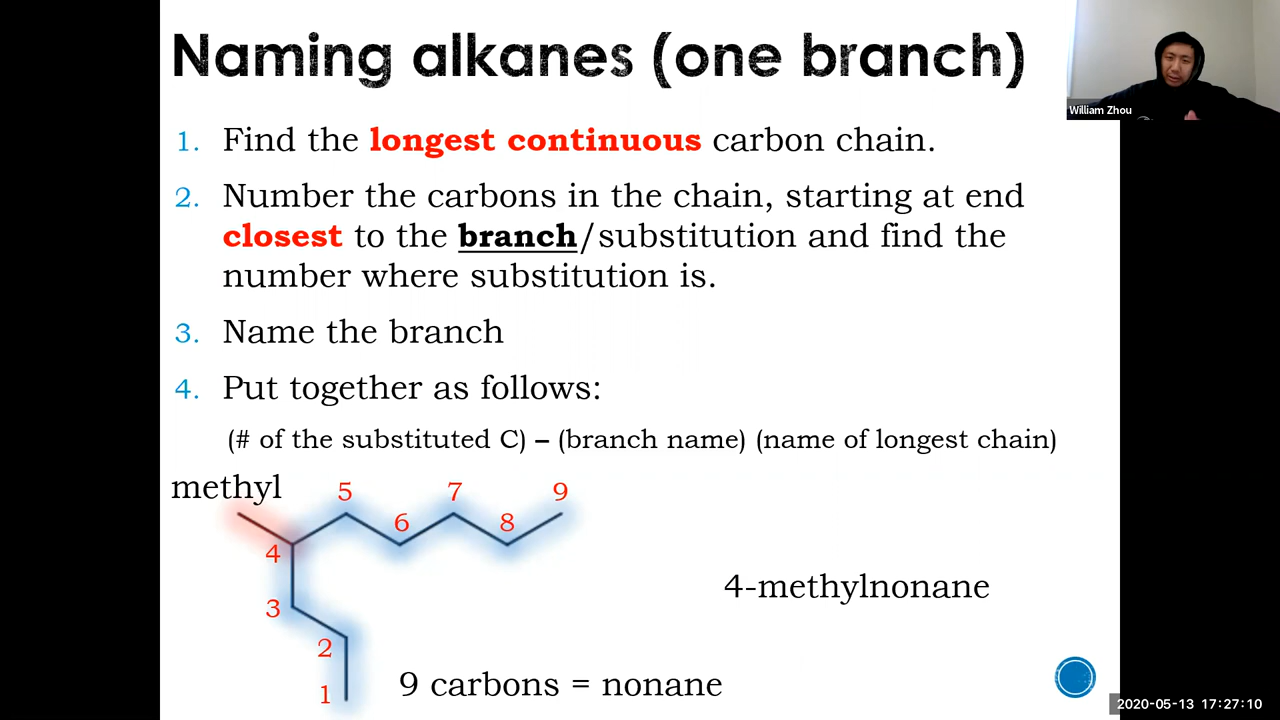 Naming alkanes (one branch)
William Zhou
1. Find the longest continuous carbon chain.
2. Number the carbons in the chain, starting at end
closest to the branch/substitution and find the
number where substitution is.
3. Name the branch
4. Put together as follows:
(# of the substituted C) – (branch name) (name of longest chain)
methyl
5
7
9
6
8
4
3
2
1
4-methylnonane
9 carbons = nonane
2020-05-13 17:27:10